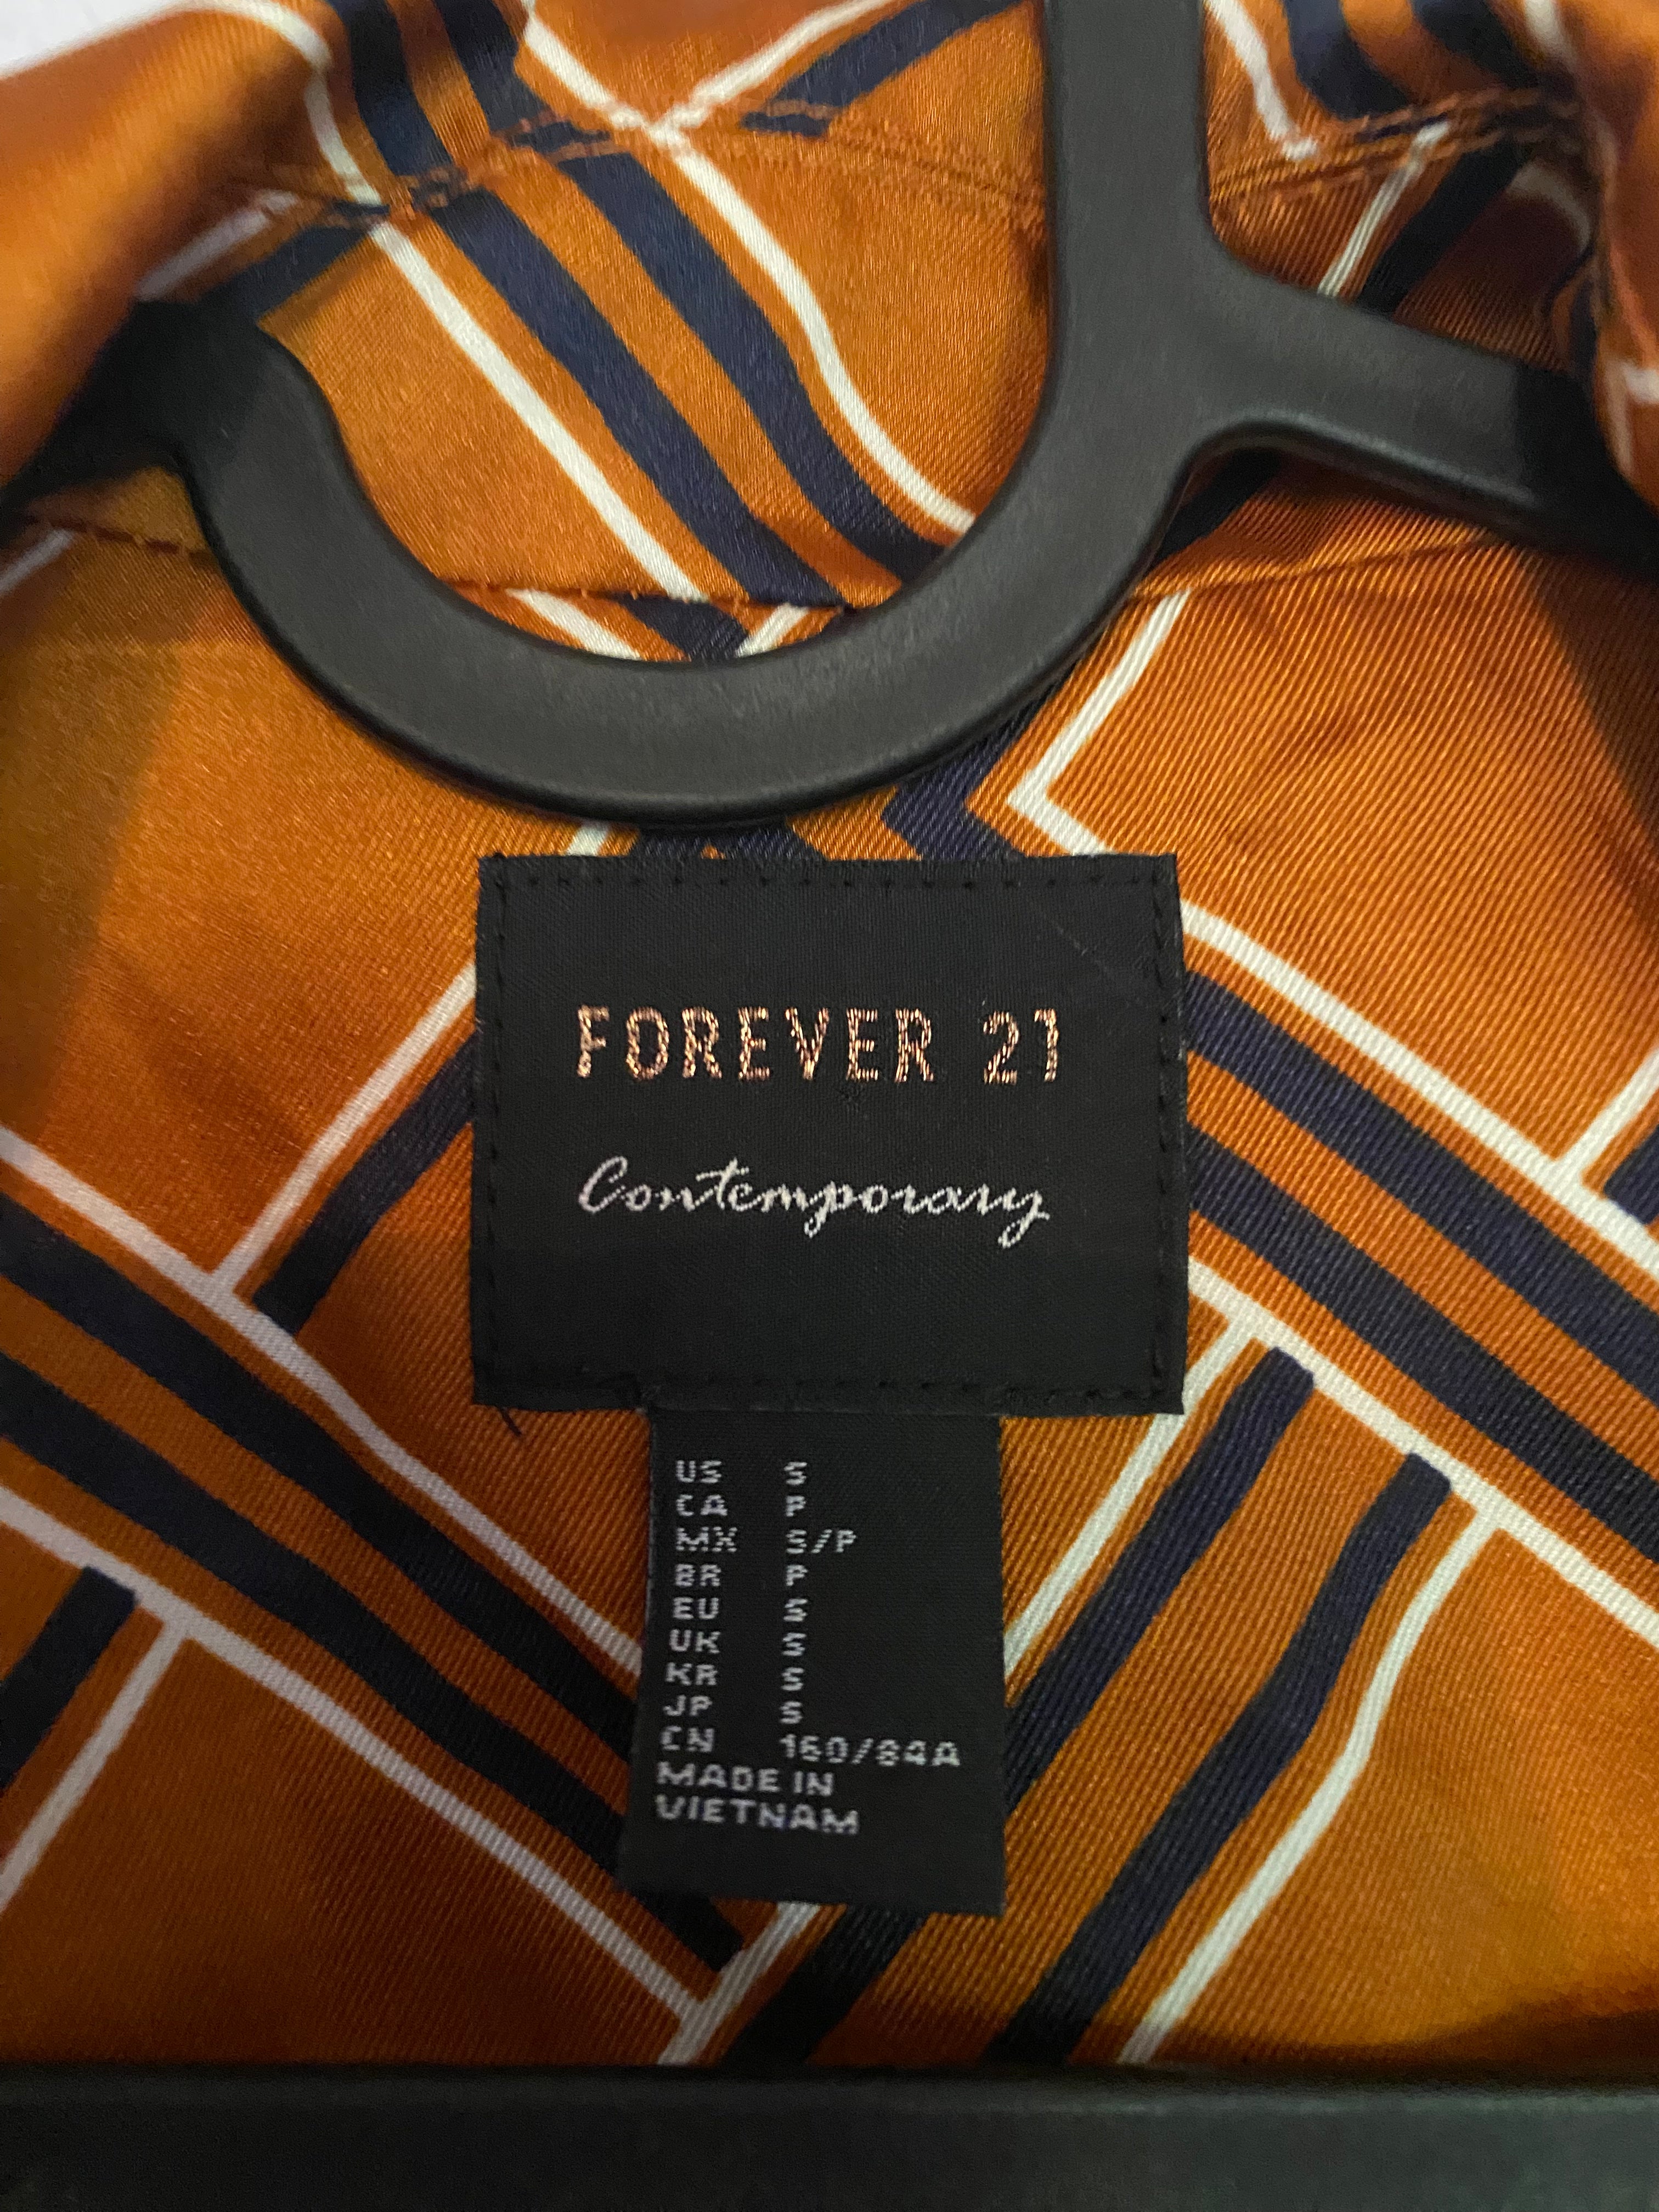 FOREVER 21
Contemporary
US S
CA P
MX S/P
BR P
EU S
UK S
KR S
JP S
CN 160/84A
MADE IN
VIETNAM